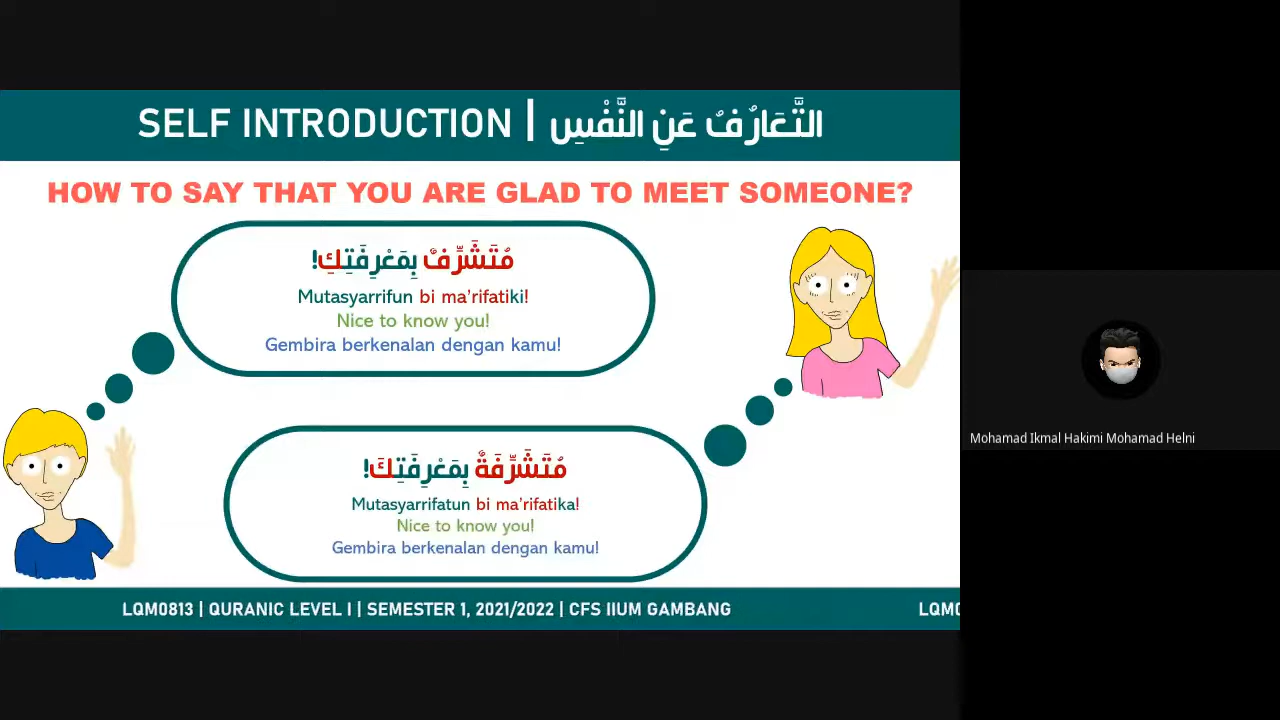 SELF INTRODUCTION | التَّعَارُفُ عَنِ النَّفْسِ
HOW TO SAY THAT YOU ARE GLAD TO MEET SOMEONE?
مُتَشَرِّفٌ بِمَعْرِفَتِكِ!
Mutasyarrifun bi ma'rifatiki!
Nice to know you!
Gembira berkenalan dengan kamu!
مُتَشَرِّفَةٌ بِمَعْرِفَتِكَ!
Mutasyarrifatun bi ma'rifatika!
Nice to know you!
Gembira berkenalan dengan kamu!
LQM0813 | QURANIC LEVEL I | SEMESTER 1, 2021/2022 | CFS IIUM GAMBANG
Mohamad Ikmal Hakimi Mohamad Helni